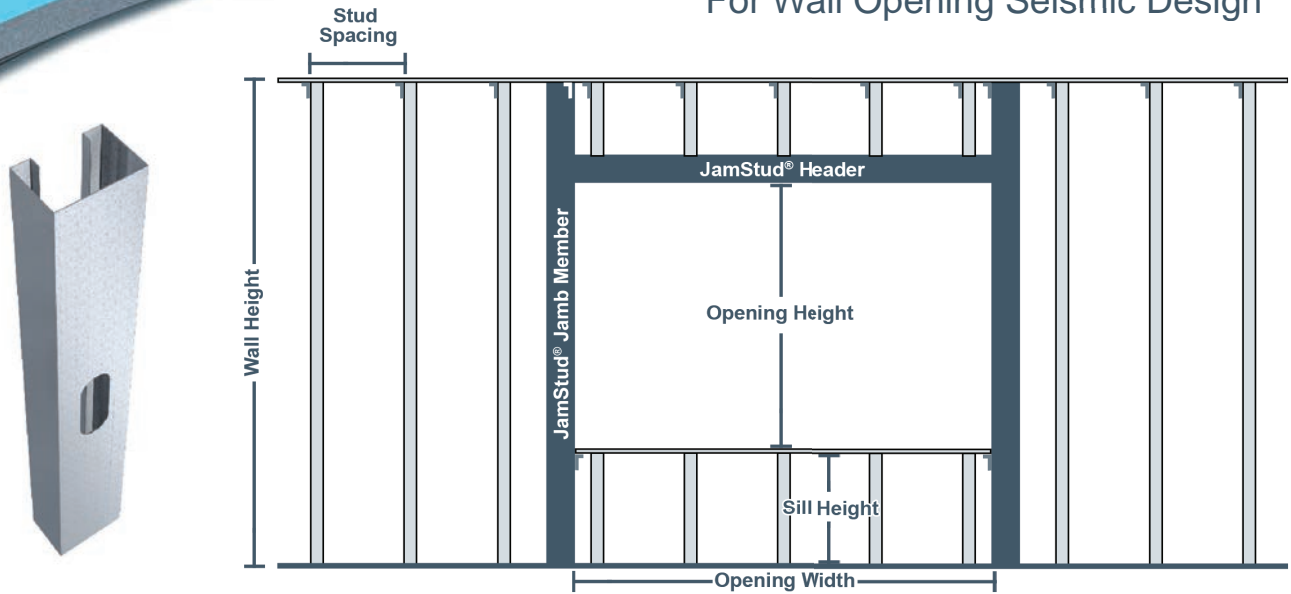 For Wall Opening Seismic Design
Stud
Spacing
JamStud® Header
JamStud® Jamb Member
Wall Height
Opening Height
Sill Height
Opening Width